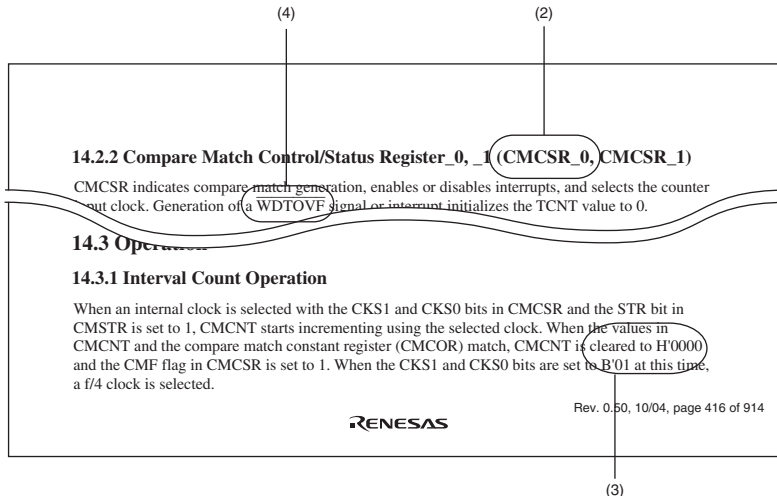 (4)
(2)
14.2.2 Compare Match Control/Status Register_0, _1 (CMCSR_0, CMCSR_1)
CMCSR indicates compare match generation, enables or disables interrupts, and selects the counter
input clock. Generation of a WDTOVF signal or interrupt initializes the TCNT value to 0.
14.3 Operation
14.3.1 Interval Count Operation
When an internal clock is selected with the CKS1 and CKS0 bits in CMCSR and the STR bit in
CMSTR is set to 1, CMCNT starts incrementing using the selected clock. When the values in
CMCNT and the compare match constant register (CMCOR) match, CMCNT is cleared to H'0000
and the CMF flag in CMCSR is set to 1. When the CKS1 and CKS0 bits are set to B'01 at this time,
a f/4 clock is selected.
Rev. 0.50, 10/04, page 416 of 914
RENESAS
(3)